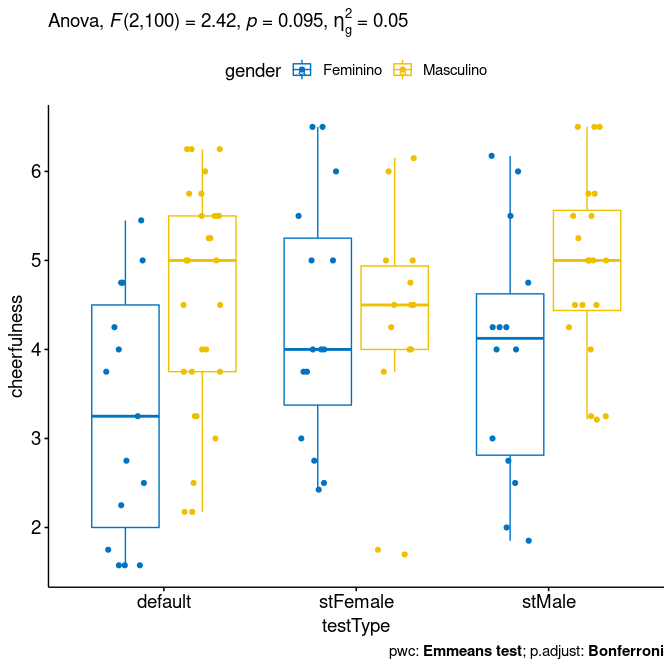 Anova, F(2,100) = 2.42, p = 0.095, η²g = 0.05
gender Feminino Masculino
cheerfulness
6
5
4
3
2
default stFemale stMale
testType
pwc: Emmeans test; p.adjust: Bonferroni